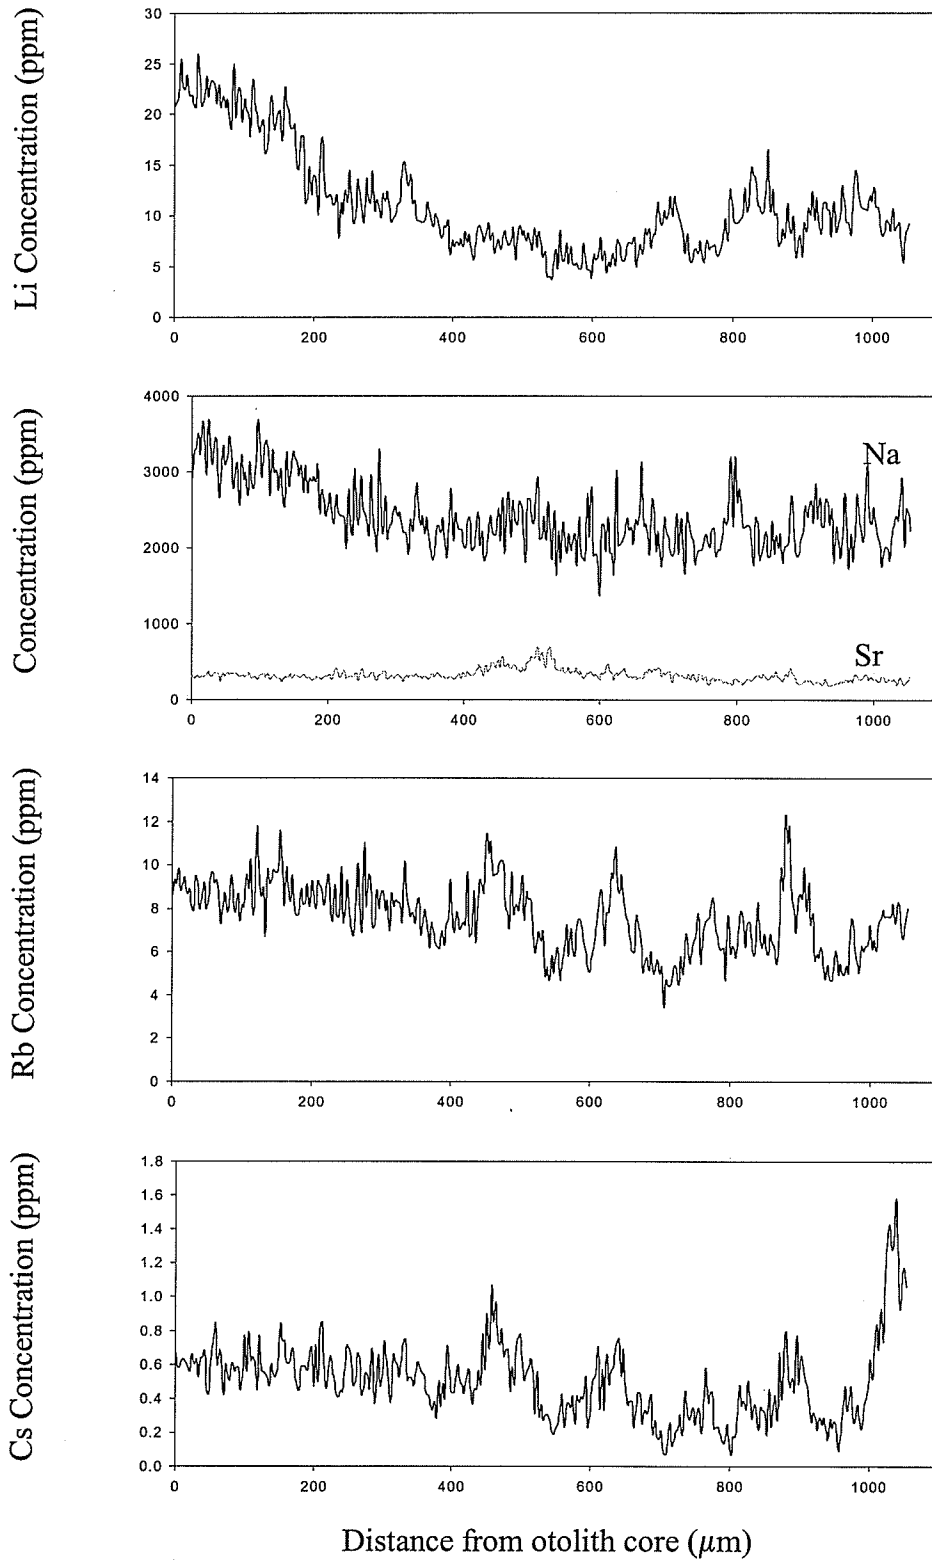 Li Concentration (ppm)
30
25
20
15
10
5
0
0 200 400 600 800 1000
Concentration (ppm)
4000
3000
2000
1000
0
Na
Sr
0 200 400 600 800 1000
Rb Concentration (ppm)
14
12
10
8
6
4
2
0
0 200 400 600 800 1000
Cs Concentration (ppm)
1.8
1.6
1.4
1.2
1.0
0.8
0.6
0.4
0.2
0.0
0 200 400 600 800 1000
Distance from otolith core (μm)